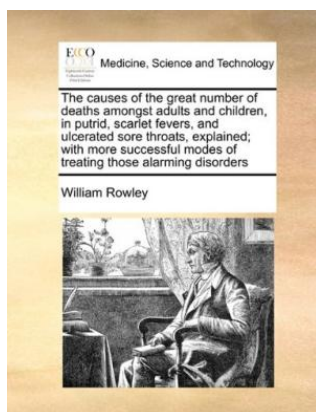 ECCO
Medicine, Science and Technology
The causes of the great number of
deaths amongst adults and children,
in putrid, scarlet fevers, and
ulcerated sore throats, explained;
with more successful modes of
treating those alarming disorders
William Rowley